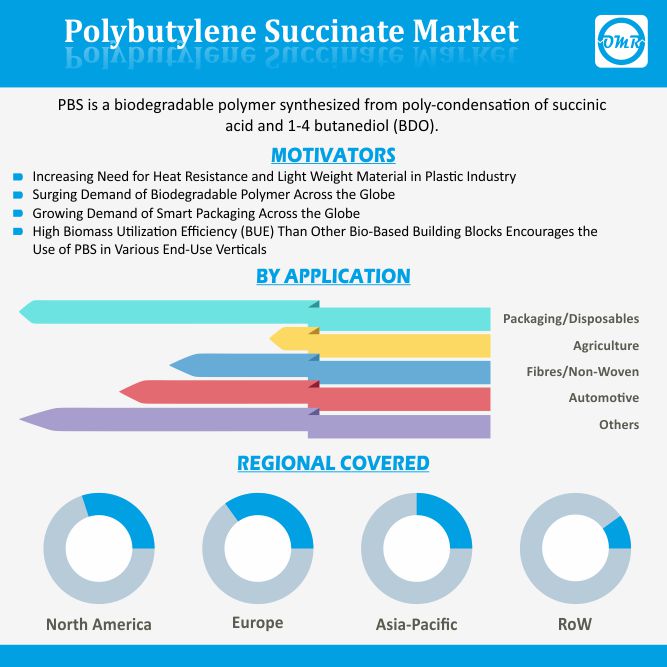 Polybutylene Succinate Market
OMR
PBS is a biodegradable polymer synthesized from poly-condensation of succinic
acid and 1-4 butanediol (BDO).
MOTIVATORS
Increasing Need for Heat Resistance and Light Weight Material in Plastic Industry
Surging Demand of Biodegradable Polymer Across the Globe
Growing Demand of Smart Packaging Across the Globe
High Biomass Utilization Efficiency (BUE) Than Other Bio-Based Building Blocks Encourages the
Use of PBS in Various End-Use Verticals
BY APPLICATION
Packaging/Disposables
Agriculture
Fibres/Non-Woven
Automotive
Others
REGIONAL COVERED
North America
Europe
Asia-Pacific
RoW